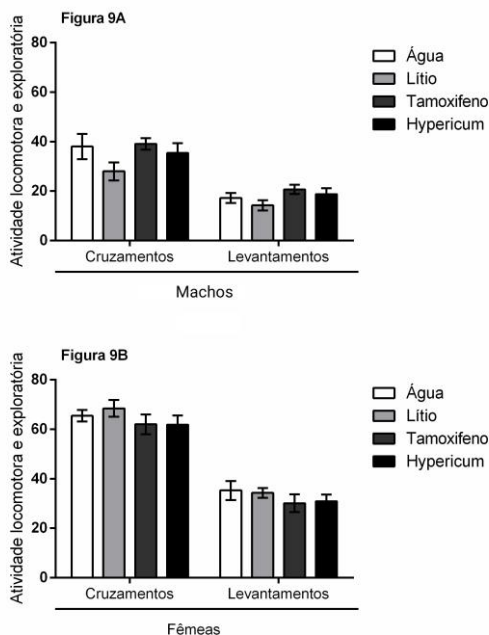 Figura 9A
Atividade locomotora e exploratória
80
60
40
20
0
Água
Lítio
Tamoxifeno
Hypericum
Cruzamentos
Levantamentos
Machos
Figura 9B
Atividade locomotora e exploratória
80
60
40
20
0
Água
Lítio
Tamoxifeno
Hypericum
Cruzamentos
Levantamentos
Fêmeas